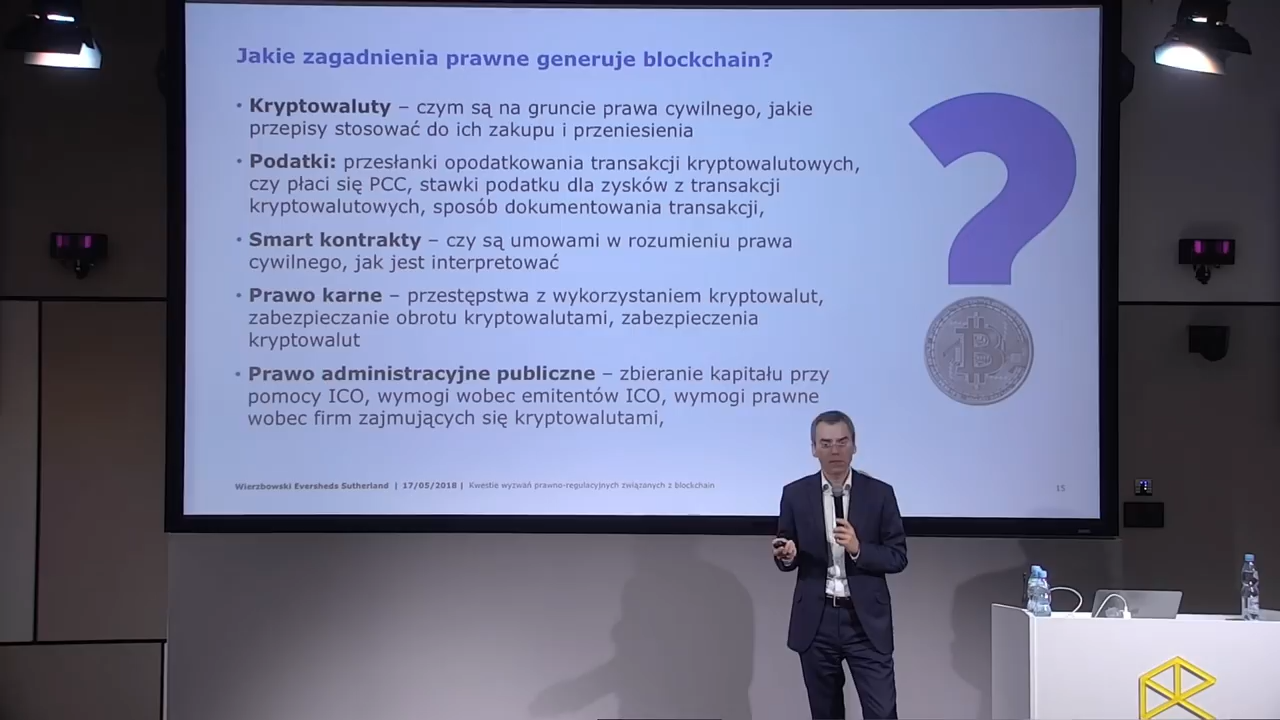 Jakie zagadnienia prawne generuje blockchain?
• Kryptowaluty – czym są na gruncie prawa cywilnego, jakie
przepisy stosować do ich zakupu i przeniesienia
• Podatki: przesłanki opodatkowania transakcji kryptowalutowych,
czy płaci się PCC, stawki podatku dla zysków z transakcji
kryptowalutowych, sposób dokumentowania transakcji,
• Smart kontrakty – czy są umowami w rozumieniu prawa
cywilnego, jak jest interpretować
• Prawo karne – przestępstwa z wykorzystaniem kryptowalut,
zabezpieczanie obrotu kryptowalutami, zabezpieczenia
kryptowalut
• Prawo administracyjne publiczne – zbieranie kapitału przy
pomocy ICO, wymogi wobec emitentów ICO, wymogi prawne
wobec firm zajmujących się kryptowalutami,
Wierzbowski Eversheds Sutherland | 17/05/2018 | Kwestie wyzwań prawno-regulacyjnych związanych z blockchain
15